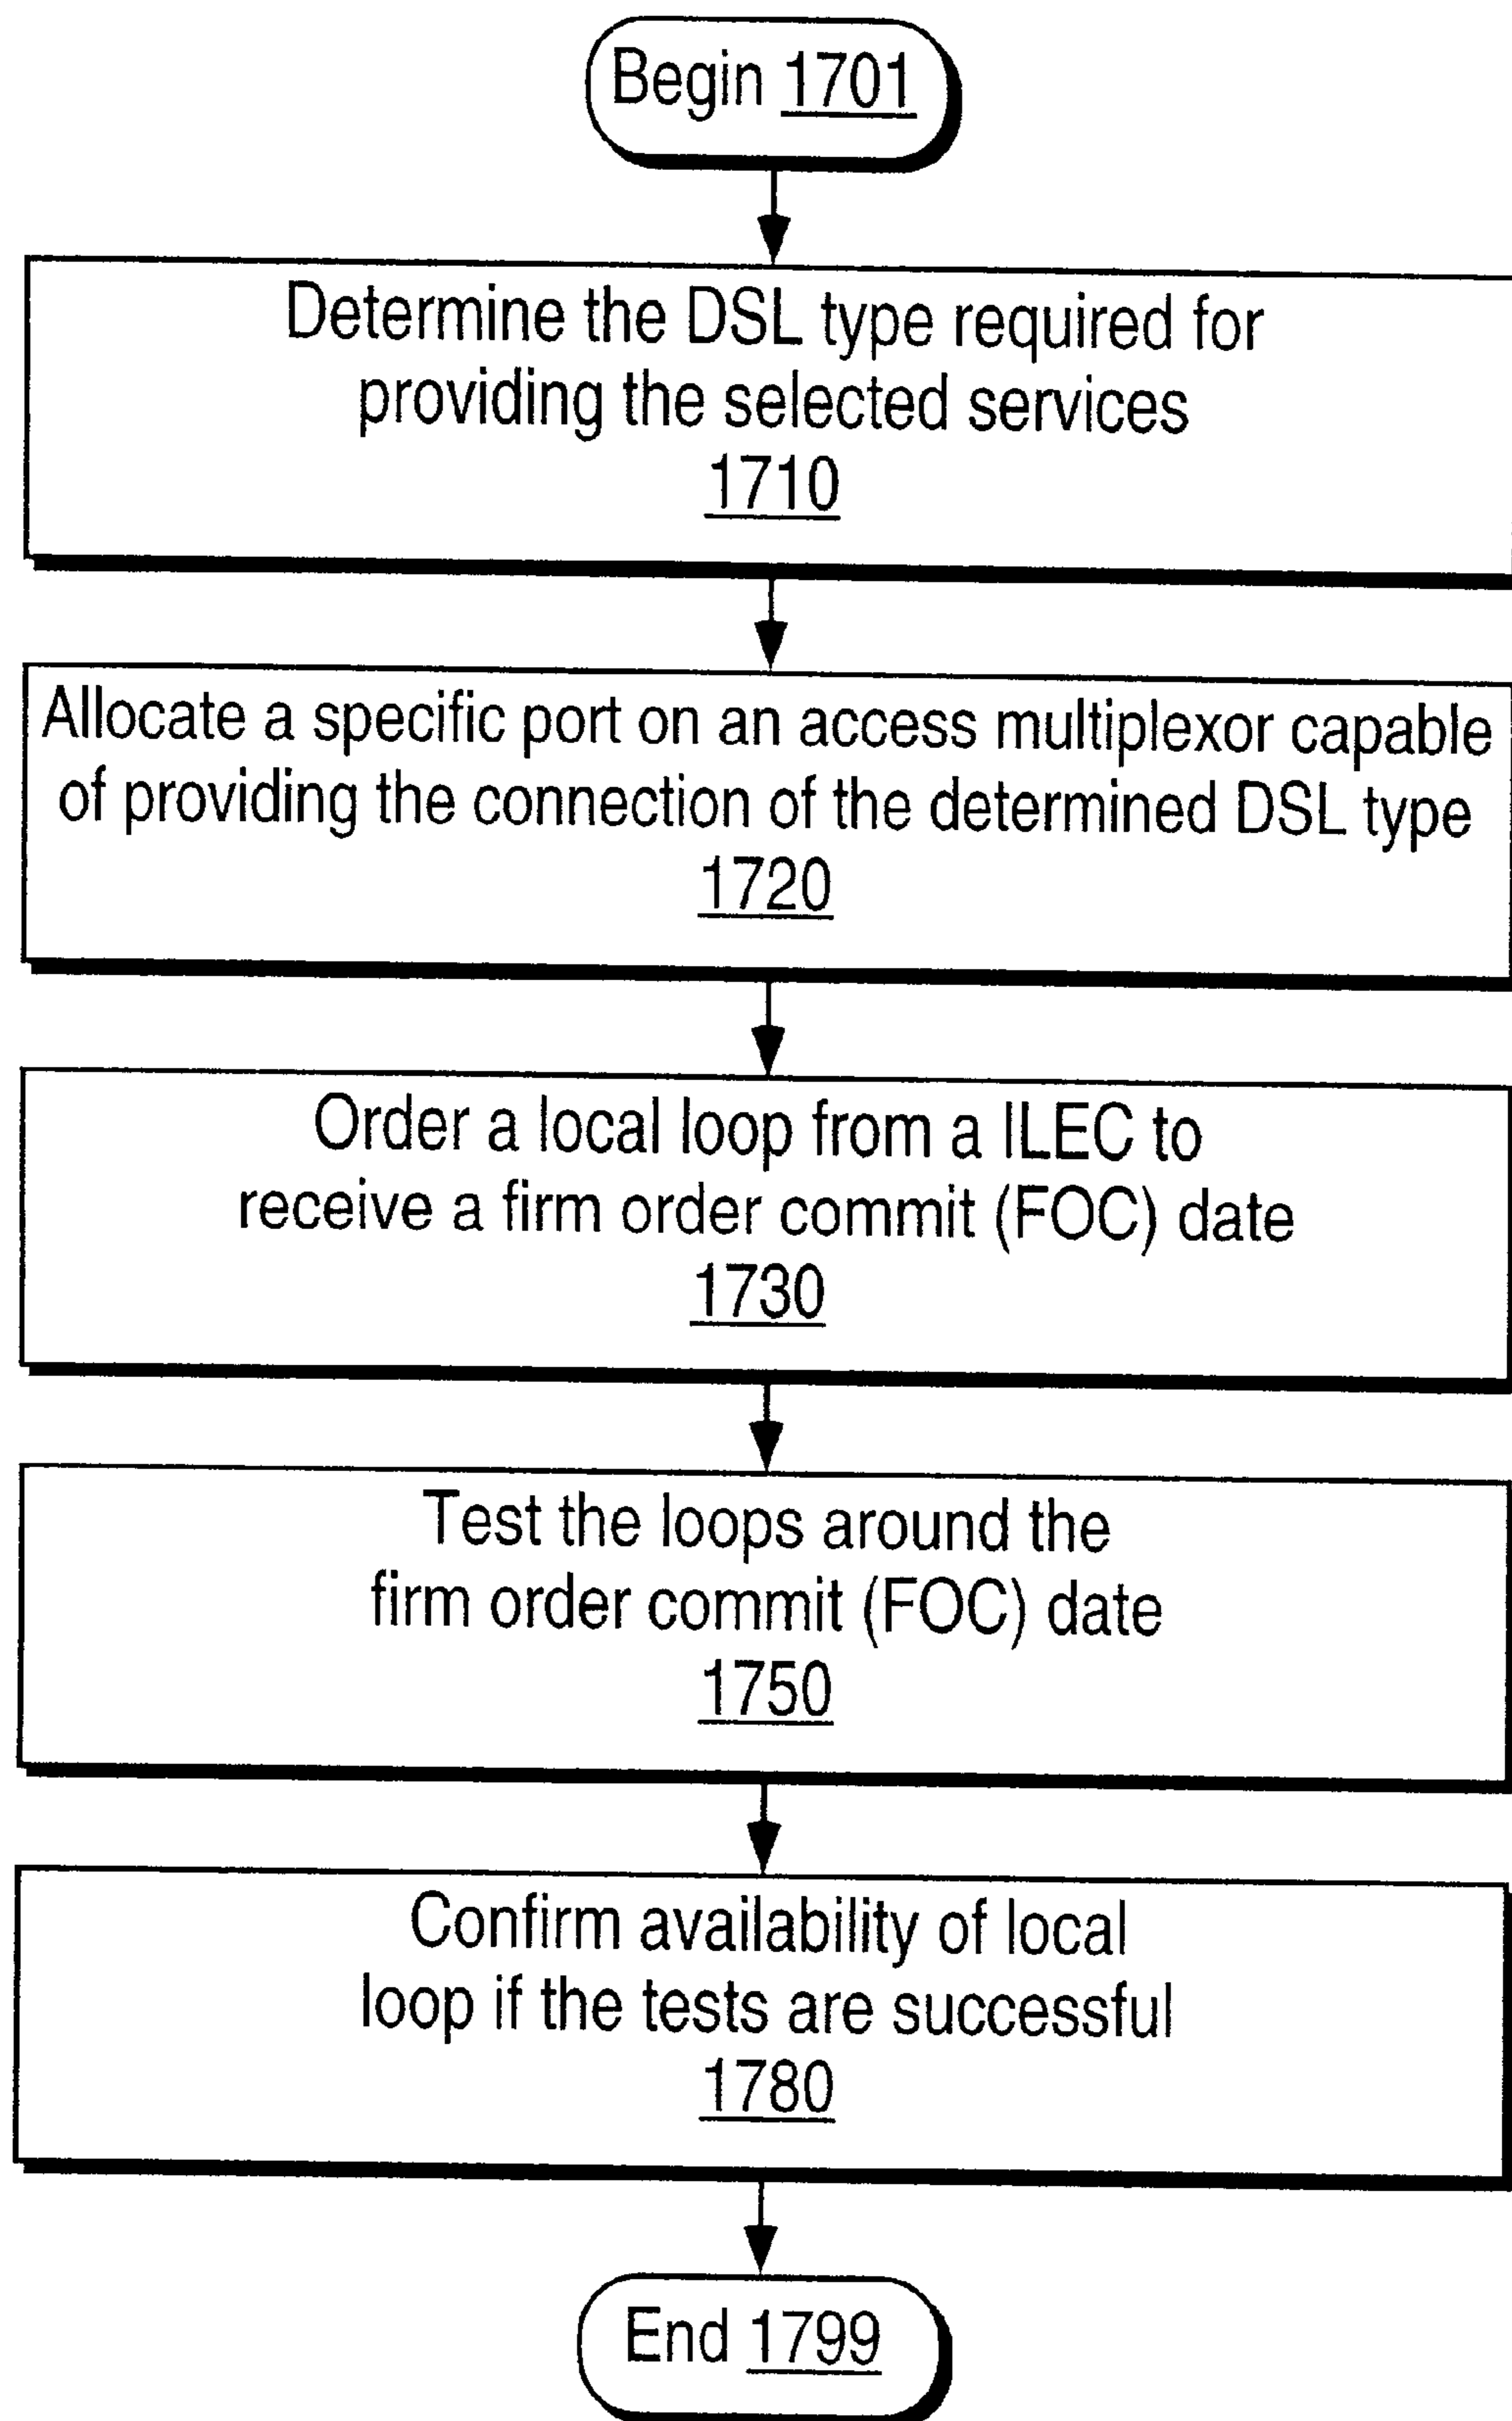 Begin 1701
Determine the DSL type required for
providing the selected services
1710
Allocate a specific port on an access multiplexor capable
of providing the connection of the determined DSL type
1720
Order a local loop from a ILEC to
receive a firm order commit (FOC) date
1730
Test the loops around the
firm order commit (FOC) date
1750
Confirm availability of local
loop if the tests are successful
1780
End 1799